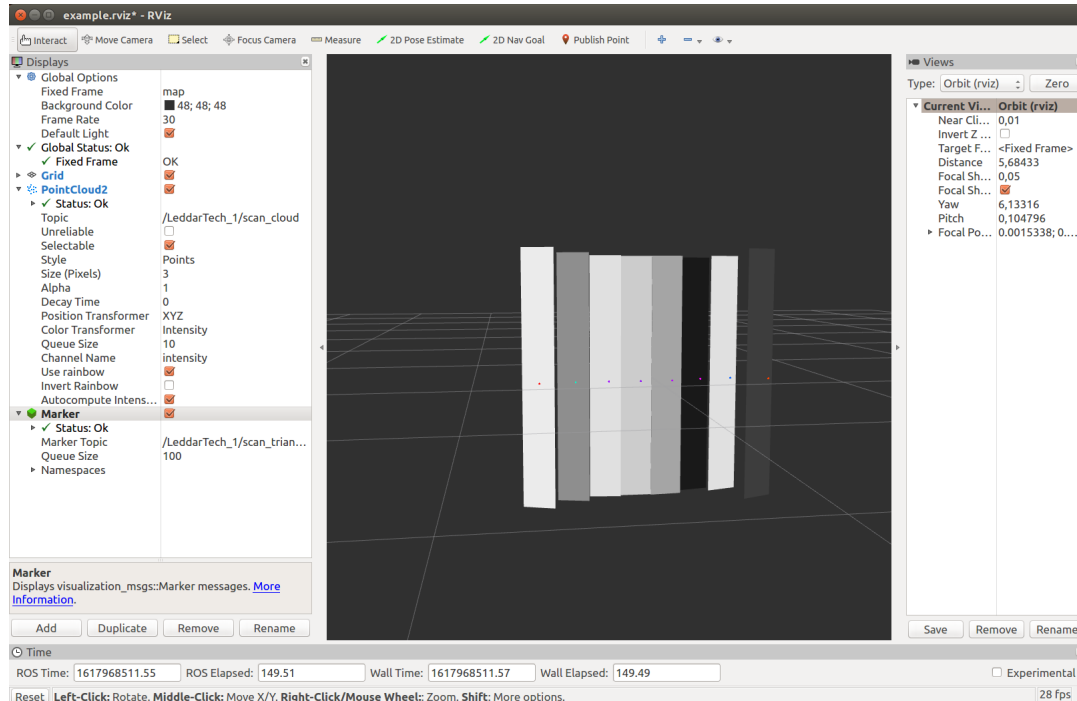 example.rviz* - RViz
Interact Move Camera Select Focus Camera Measure 2D Pose Estimate 2D Nav Goal Publish Point
Displays
Global Options
Fixed Frame map
Background Color 48; 48; 48
Frame Rate 30
Default Light
Global Status: Ok
Fixed Frame OK
Grid
PointCloud2
Status: Ok
Topic /LeddarTech_1/scan_cloud
Unreliable
Selectable
Style Points
Size (Pixels) 3
Alpha 1
Decay Time 0
Position Transformer XYZ
Color Transformer Intensity
Queue Size 10
Channel Name intensity
Use rainbow
Invert Rainbow
Autocompute Intens...
Marker
Status: Ok
Marker Topic /LeddarTech_1/scan_trian...
Queue Size 100
Namespaces
Marker
Displays visualization_msgs::Marker messages. More
Information.
Add Duplicate Remove Rename
Views
Type: Orbit (rviz) Zero
Current Vi... Orbit (rviz)
Near Cli... 0,01
Invert Z ...
Target F... <Fixed Frame>
Distance 5,68433
Focal Sh... 0,05
Focal Sh...
Yaw 6,13316
Pitch 0,104796
Focal Po... 0.0015338; 0....
Save Remove Rename
Time
ROS Time: 1617968511.55 ROS Elapsed: 149.51 Wall Time: 1617968511.57 Wall Elapsed: 149.49 Experimental
Reset Left-Click: Rotate. Middle-Click: Move X/Y. Right-Click/Mouse Wheel:: Zoom. Shift: More options. 28 fps